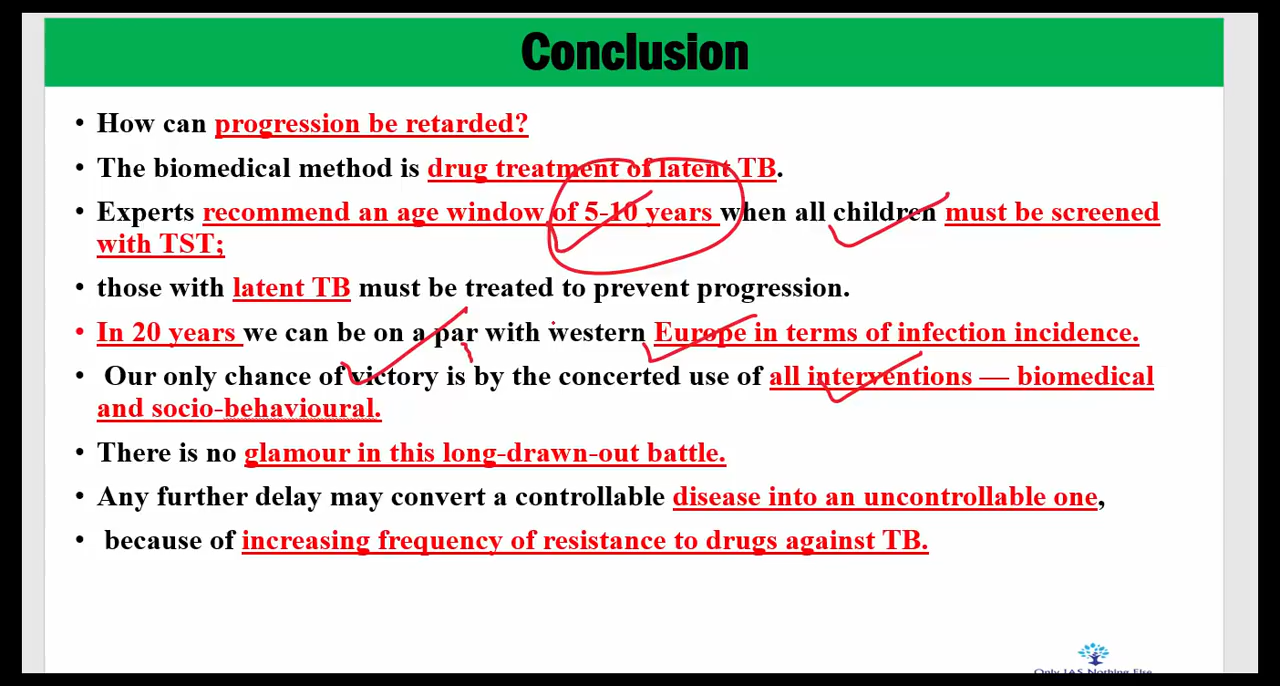 Conclusion
• How can progression be retarded?
• The biomedical method is drug treatment of latent TB.
• Experts recommend an age window of 5-10 years when all children must be screened
with TST;
• those with latent TB must be treated to prevent progression.
• In 20 years we can be on a par with western Europe in terms of infection incidence.
• Our only chance of victory is by the concerted use of all interventions — biomedical
and socio-behavioural.
• There is no glamour in this long-drawn-out battle.
• Any further delay may convert a controllable disease into an uncontrollable one,
• because of increasing frequency of resistance to drugs against TB.
Only IAS Nothing Else